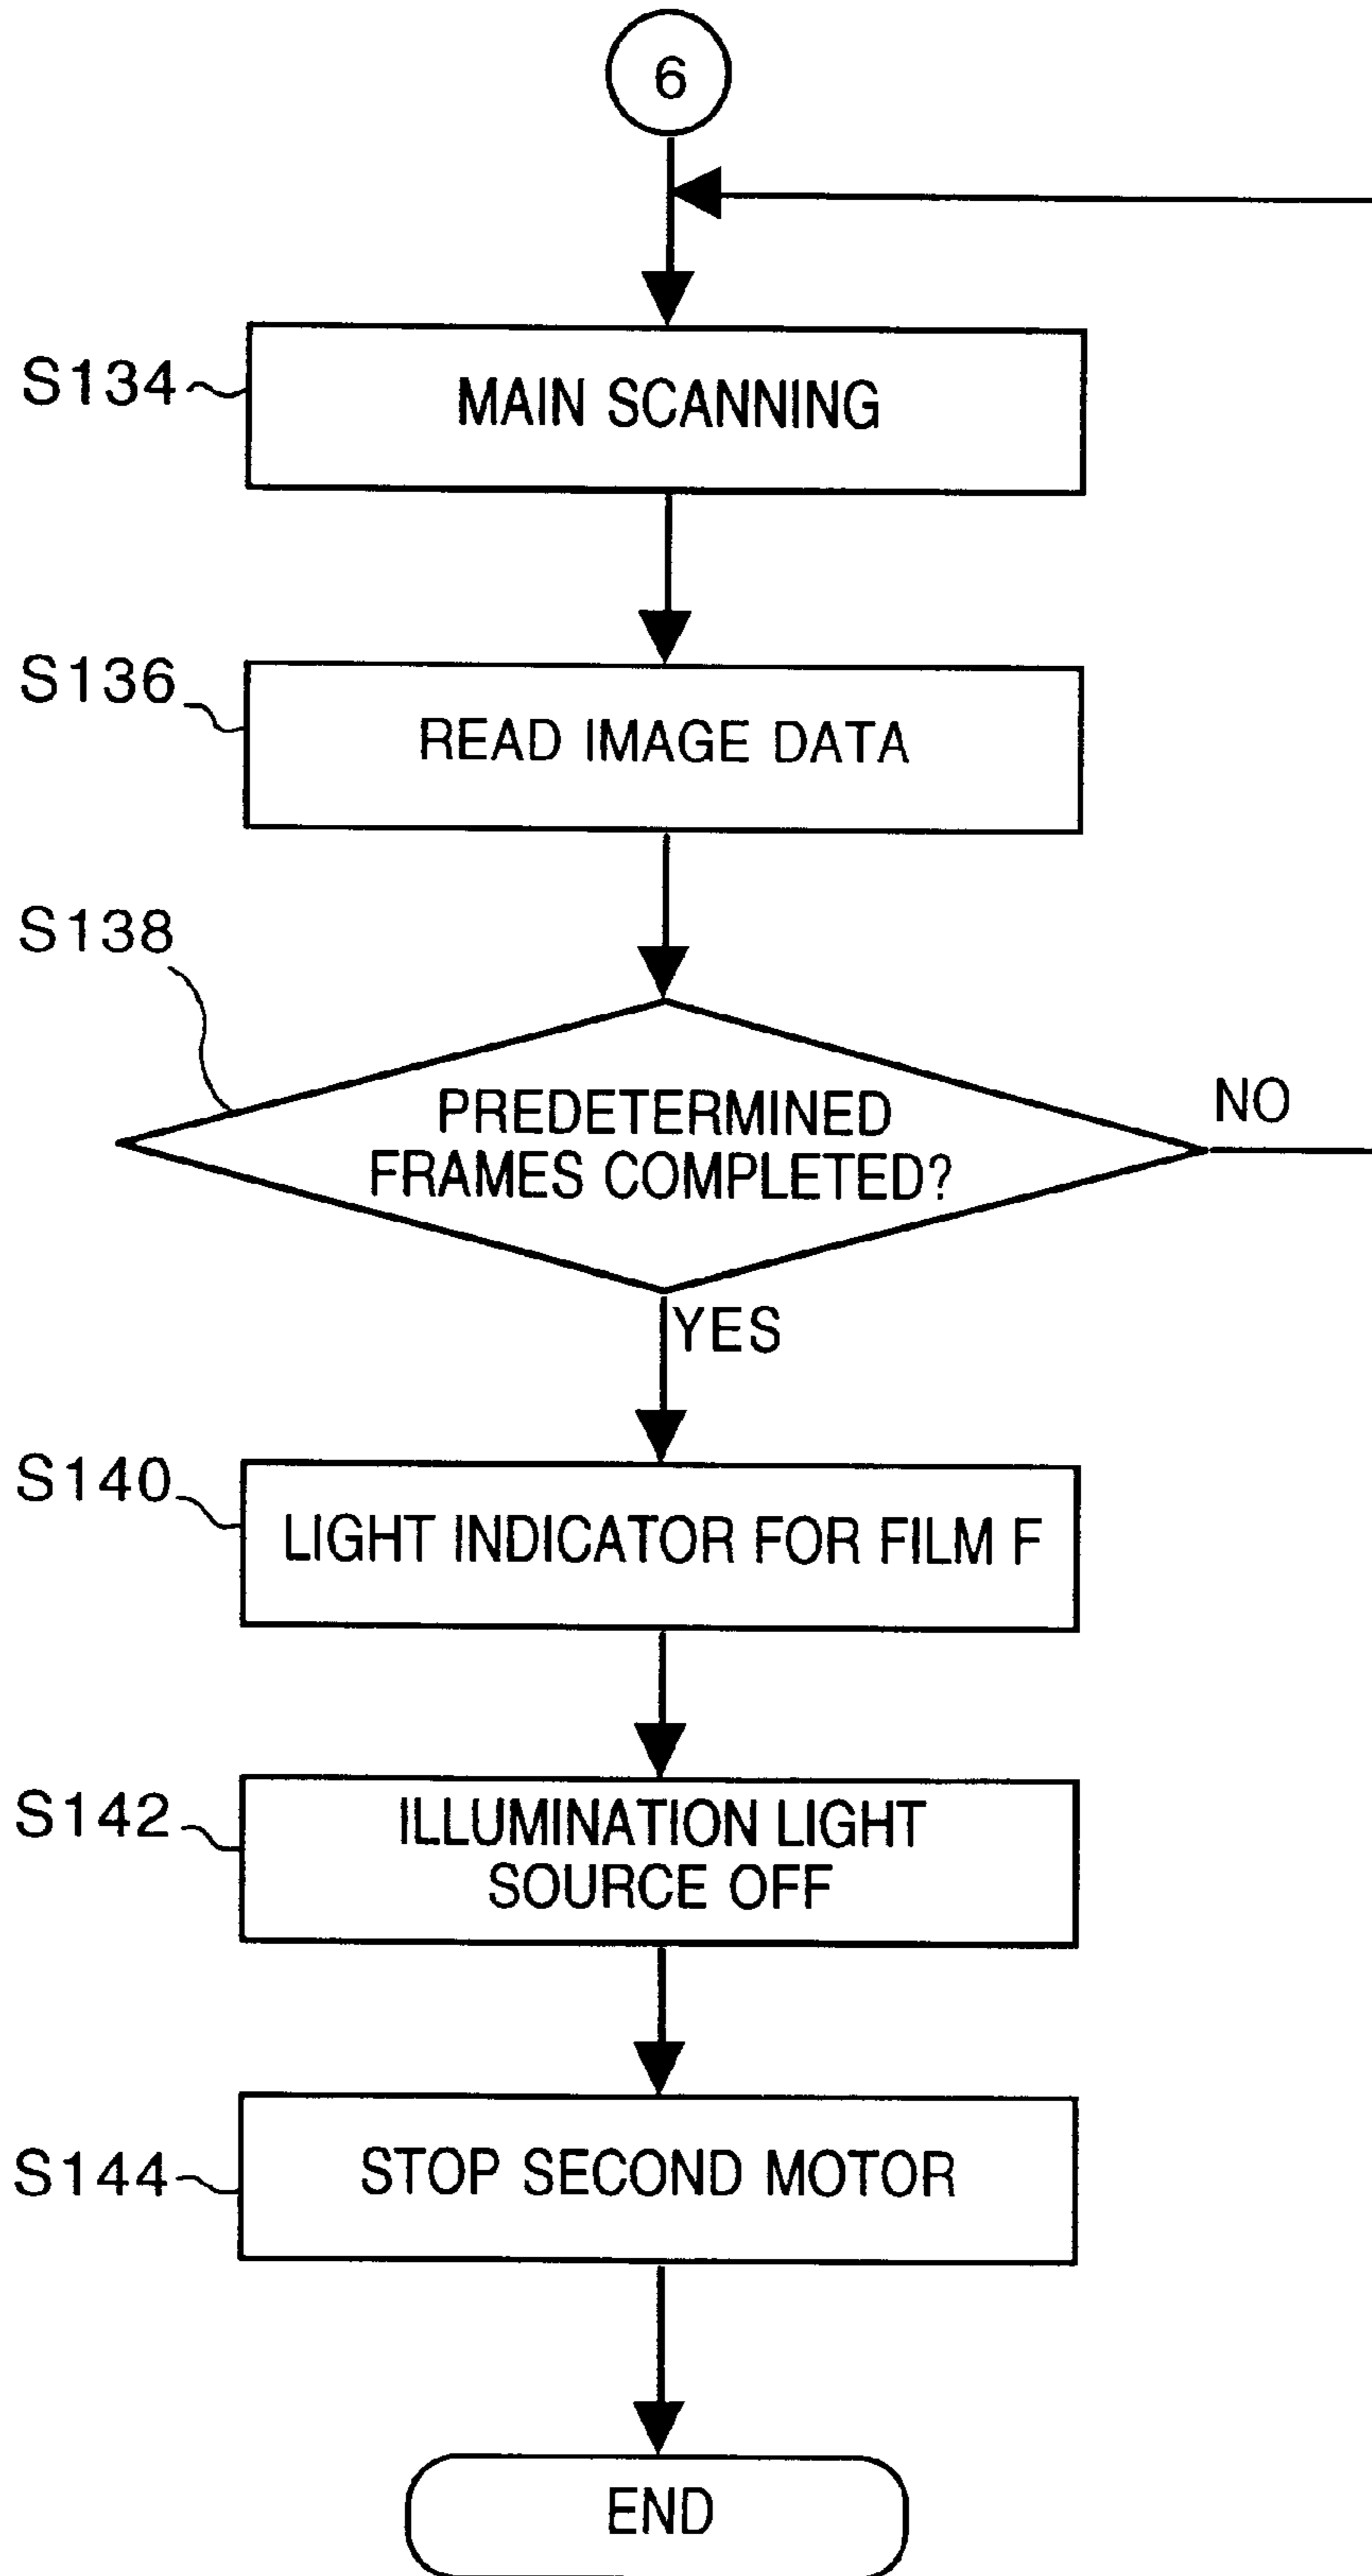 6
S134
MAIN SCANNING
S136
READ IMAGE DATA
S138
PREDETERMINED
FRAMES COMPLETED?
NO
YES
S140
LIGHT INDICATOR FOR FILM F
S142
ILLUMINATION LIGHT
SOURCE OFF
S144
STOP SECOND MOTOR
END